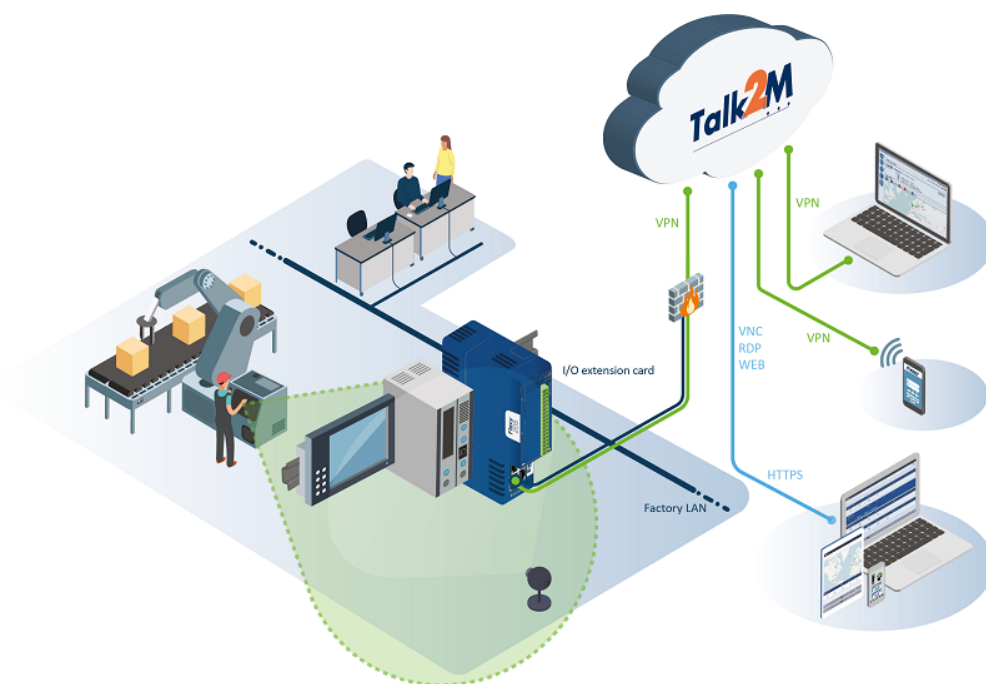 Talk2M
VPN
VPN
VNC
RDP
WEB
VPN
I/O extension card
HTTPS
Factory LAN